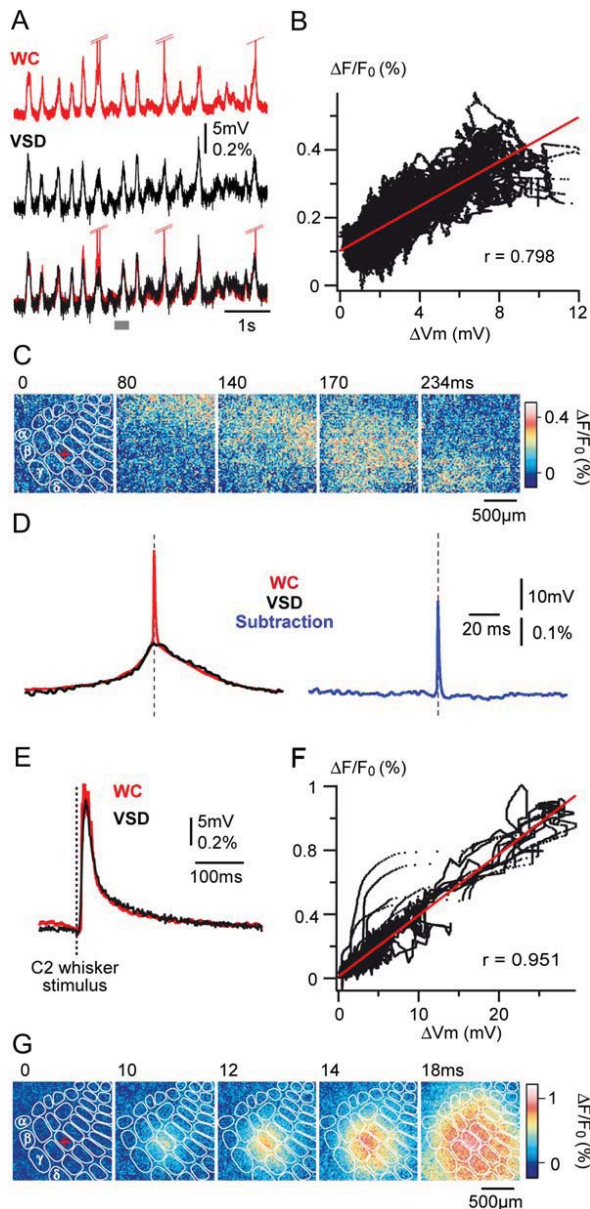 A
WC
VSD
5mV
0.2%
1s
B
ΔF/F₀ (%)
0.4
0.2
0
0 4 8 12
ΔVm (mV)
r = 0.798
C
0 80 140 170 234ms
α
β
γ
δ
0.4
0
ΔF/F₀ (%)
500µm
D
WC
VSD
Subtraction
20 ms
10mV
0.1%
E
WC
VSD
5mV
0.2%
100ms
C2 whisker
stimulus
F
ΔF/F₀ (%)
1
0.8
0.4
0
0 10 20
ΔVm (mV)
r = 0.951
G
0 10 12 14 18ms
α
β
γ
δ
1
0
ΔF/F₀ (%)
500µm